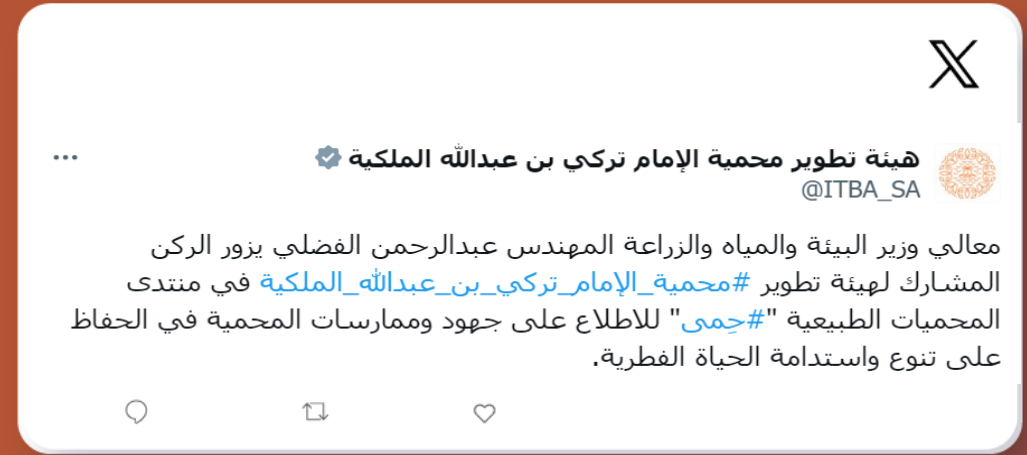 هيئة تطوير محمية الإمام تركي بن عبدالله الملكية
@ITBA_SA
معالي وزير البيئة والمياه والزراعة المهندس عبدالرحمن الفضلي يزور الركن
المشارك لهيئة تطوير #محمية_الإمام_تركي_بن_عبدالله_الملكية في منتدى
المحميات الطبيعية "#حِمى" للاطلاع على جهود وممارسات المحمية في الحفاظ
على تنوع واستدامة الحياة الفطرية.